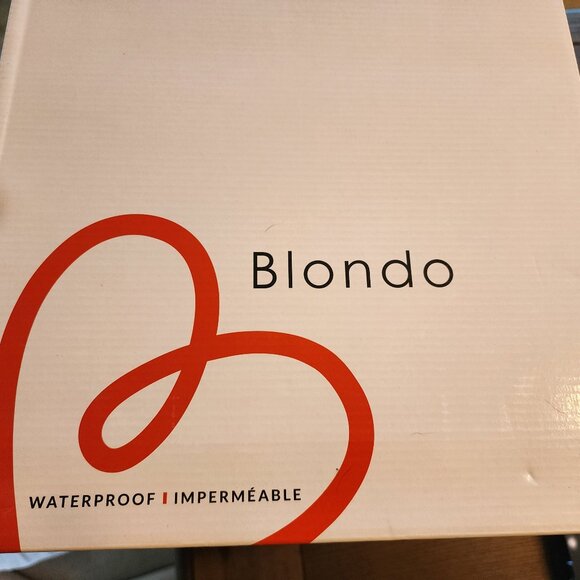 Blondo
WATERPROOF | IMPERMÉABLE